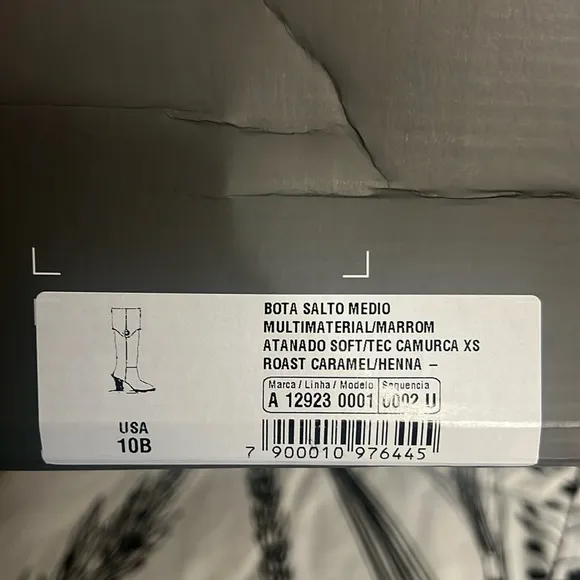 BOTA SALTO MEDIO
MULTIMATERIAL/MARROM
ATANADO SOFT/TEC CAMURCA XS
ROAST CARAMEL/HENNA –
Marca / Linha / Modelo Sequencia
A 12923 0001 0002 U
USA
10B
7 900010 976445